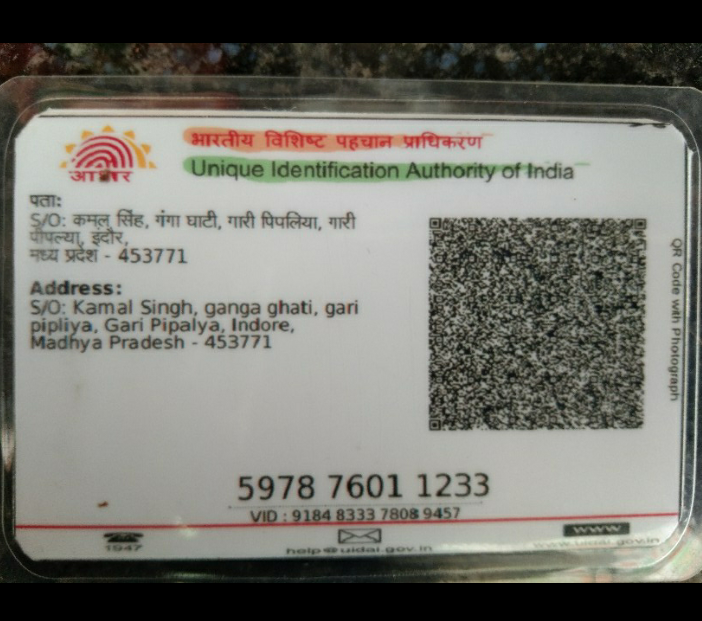 भारतीय विशिष्ट पहचान प्राधिकरण
Unique Identification Authority of India
आधार
पता:
S/O: कमल सिंह, गंगा घाटी, गारी पिपलिया, गारी
पीपल्या, इंदौर,
मध्य प्रदेश - 453771
Address:
S/O: Kamal Singh, ganga ghati, gari
pipliya, Gari Pipalya, Indore,
Madhya Pradesh - 453771
QR Code with Photograph
5978 7601 1233
VID : 9184 8333 7808 9457
1947
help@uidai.gov.in
www